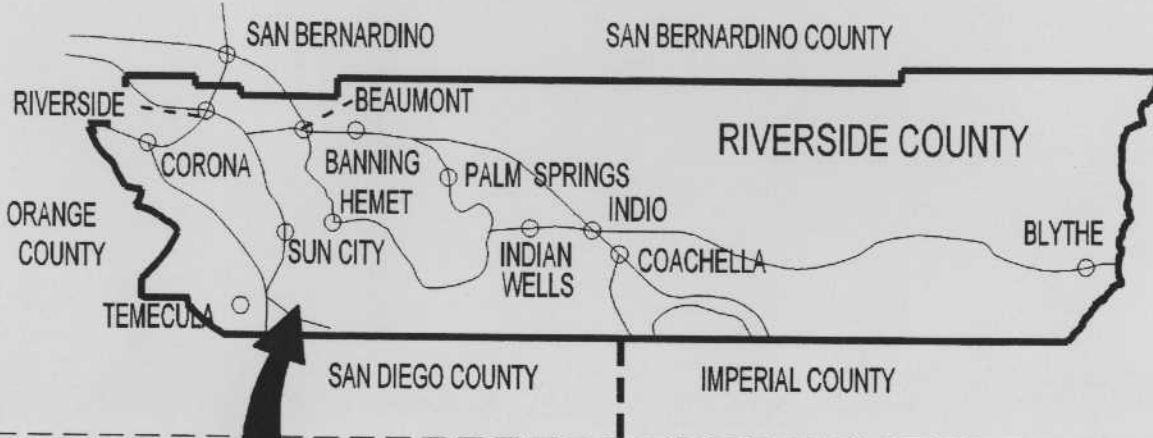 SAN BERNARDINO
SAN BERNARDINO COUNTY
RIVERSIDE
BEAUMONT
RIVERSIDE COUNTY
CORONA
BANNING
PALM SPRINGS
HEMET
ORANGE
COUNTY
INDIO
BLYTHE
SUN CITY
INDIAN
WELLS
COACHELLA
TEMECULA
SAN DIEGO COUNTY
IMPERIAL COUNTY